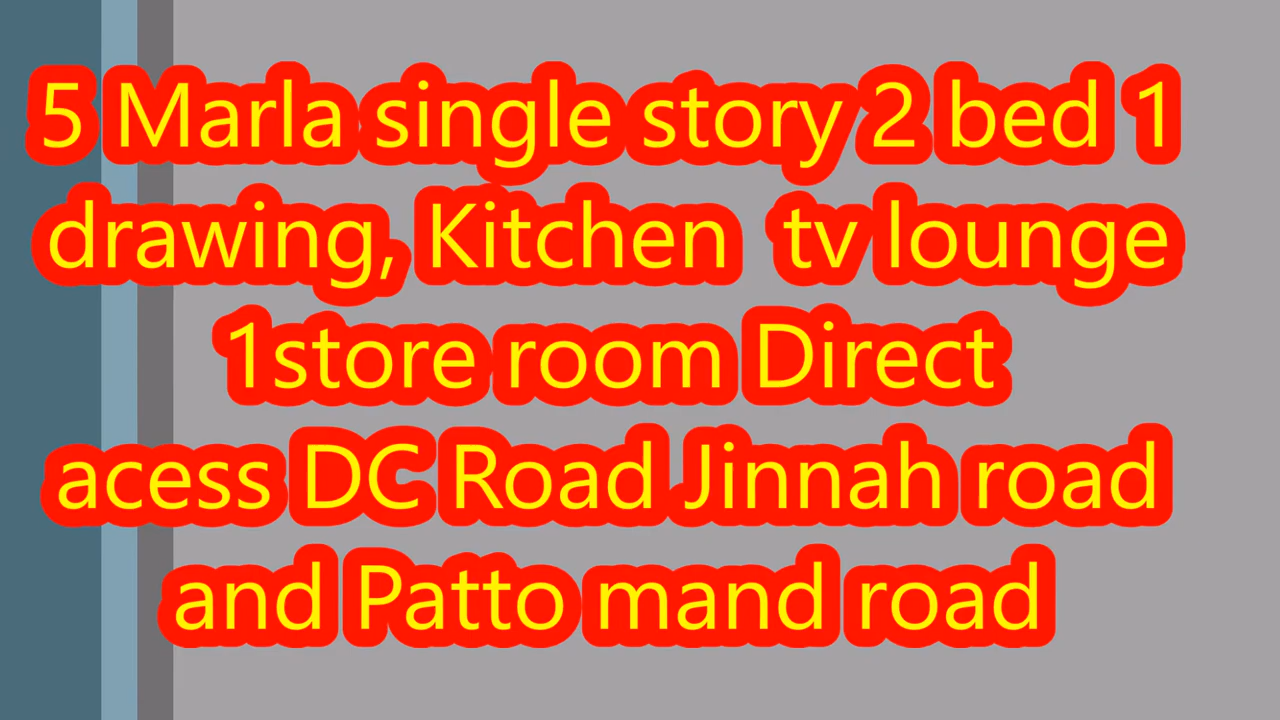 5 Marla single story 2 bed 1
drawing, Kitchen  tv lounge
1store room Direct
acess DC Road Jinnah road
and Patto mand road